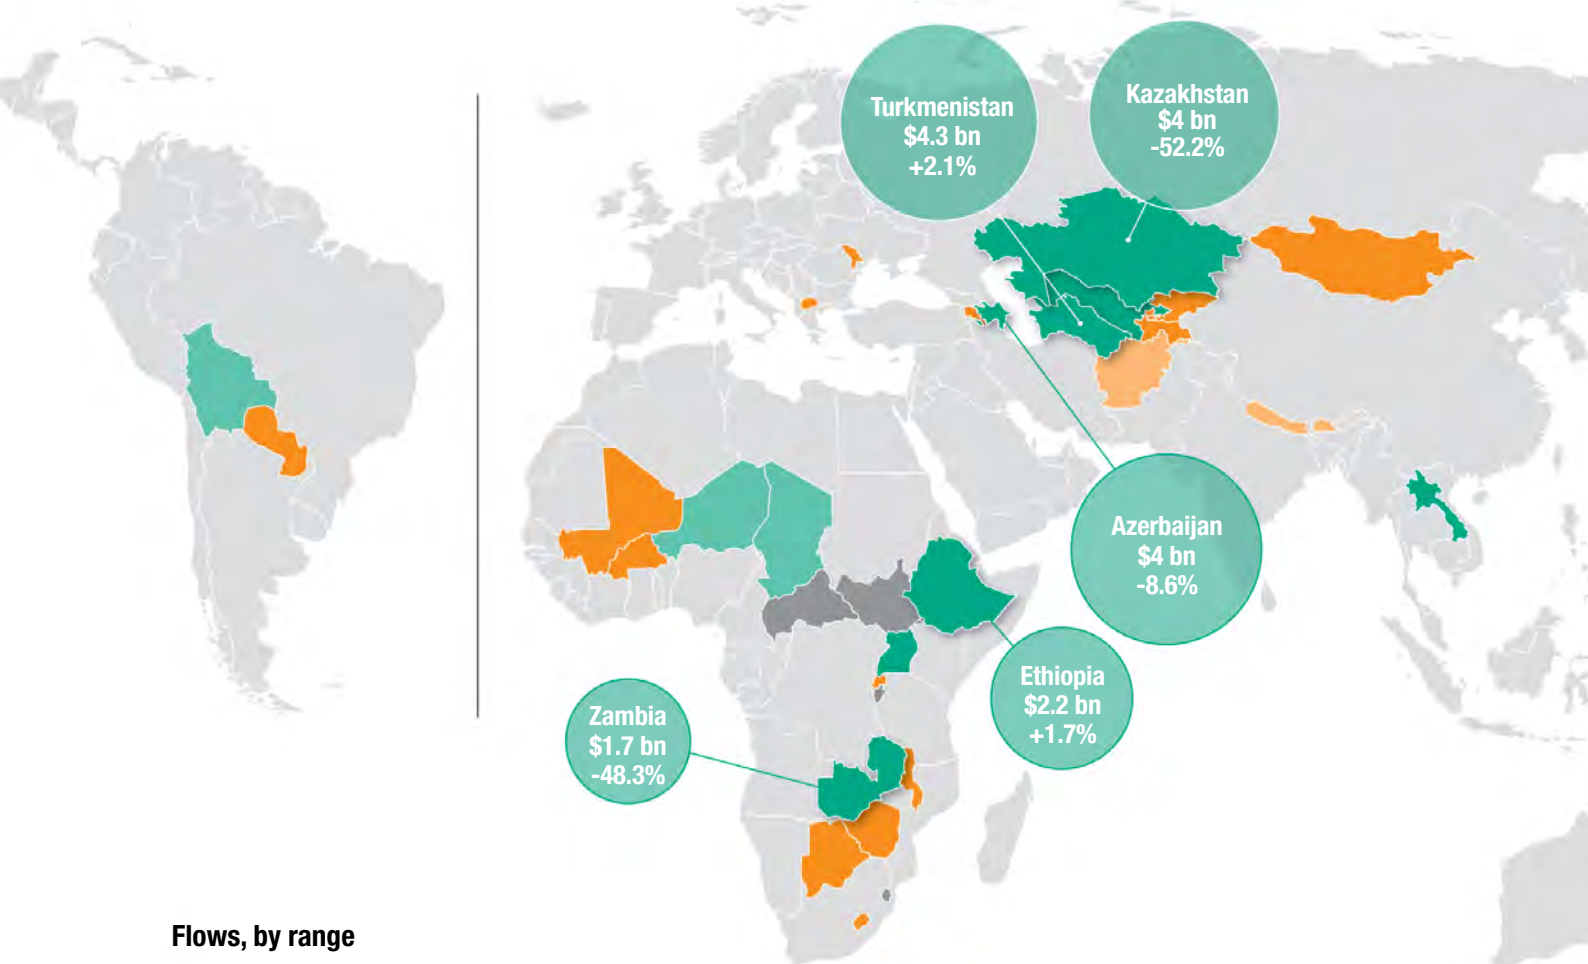 Turkmenistan
$4.3 bn
+2.1%
Kazakhstan
$4 bn
-52.2%
Azerbaijan
$4 bn
-8.6%
Ethiopia
$2.2 bn
+1.7%
Zambia
$1.7 bn
-48.3%
Flows, by range